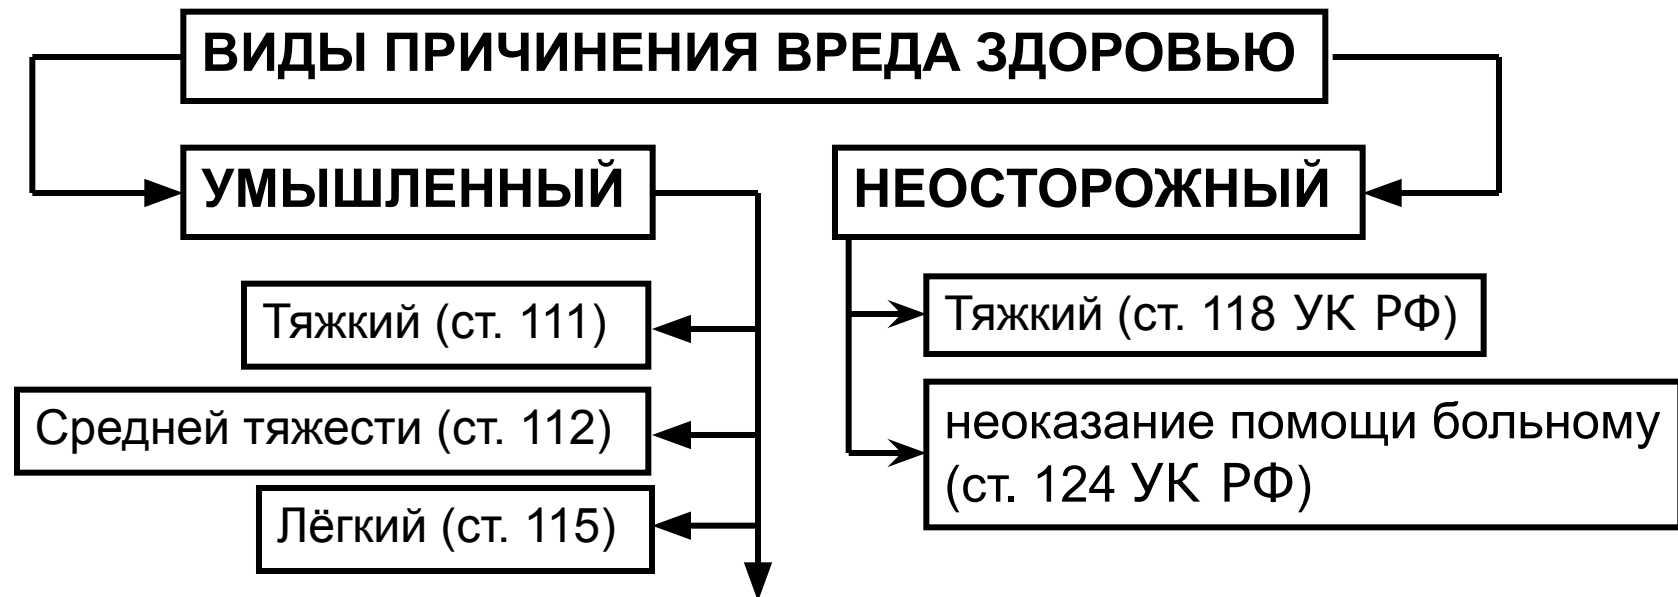 ВИДЫ ПРИЧИНЕНИЯ ВРЕДА ЗДОРОВЬЮ
УМЫШЛЕННЫЙ
Тяжкий (ст. 111)
Средней тяжести (ст. 112)
Лёгкий (ст. 115)
НЕОСТОРОЖНЫЙ
Тяжкий (ст. 118 УК РФ)
неоказание помощи больному
(ст. 124 УК РФ)